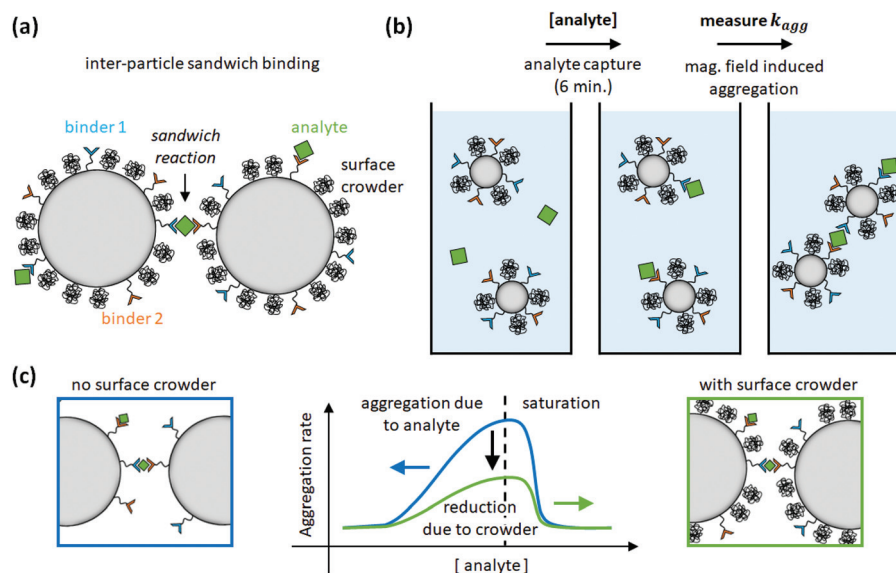 (a)
inter-particle sandwich binding
binder 1
sandwich
reaction
analyte
surface
crowder
binder 2
(b)
[analyte]
analyte capture
(6 min.)
measure k_agg
mag. field induced
aggregation
(c)
no surface crowder
Aggregation rate
aggregation due
to analyte
saturation
reduction
due to crowder
[ analyte]
with surface crowder